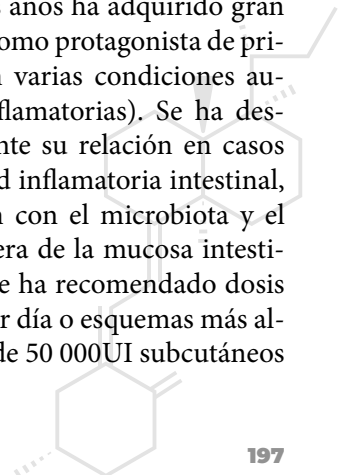 años ha adquirido gran
omo protagonista de pri-
varias condiciones au-
flamatorias). Se ha des-
nte su relación en casos
d inflamatoria intestinal,
con el microbiota y el
era de la mucosa intesti-
e ha recomendado dosis
r día o esquemas más al-
de 50 000UI subcutáneos
197